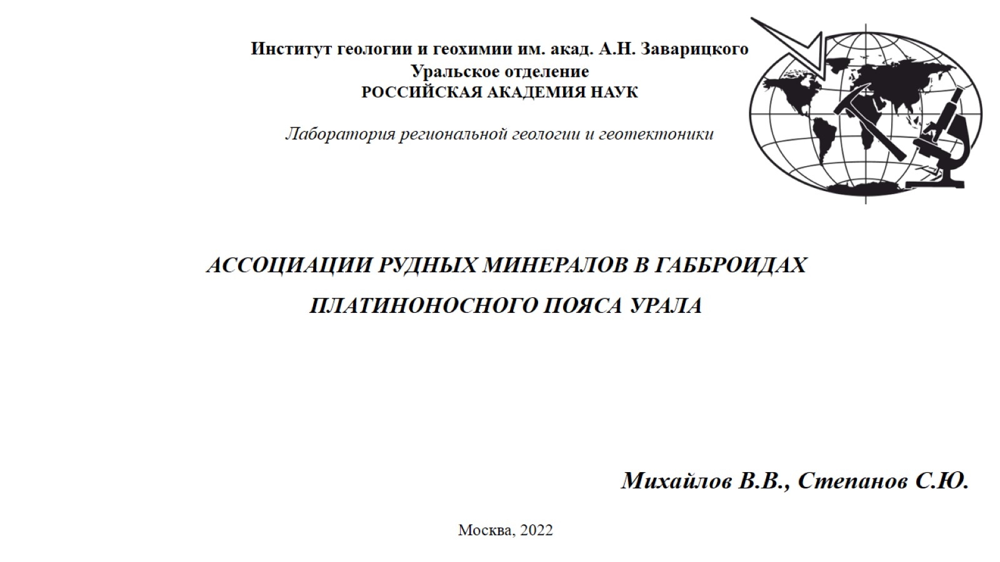 Институт геологии и геохимии им. акад. А.Н. Заварицкого
Уральское отделение
РОССИЙСКАЯ АКАДЕМИЯ НАУК
Лаборатория региональной геологии и геотектоники
АССОЦИАЦИИ РУДНЫХ МИНЕРАЛОВ В ГАББРОИДАХ
ПЛАТИНОНОСНОГО ПОЯСА УРАЛА
Михайлов В.В., Степанов С.Ю.
Москва, 2022